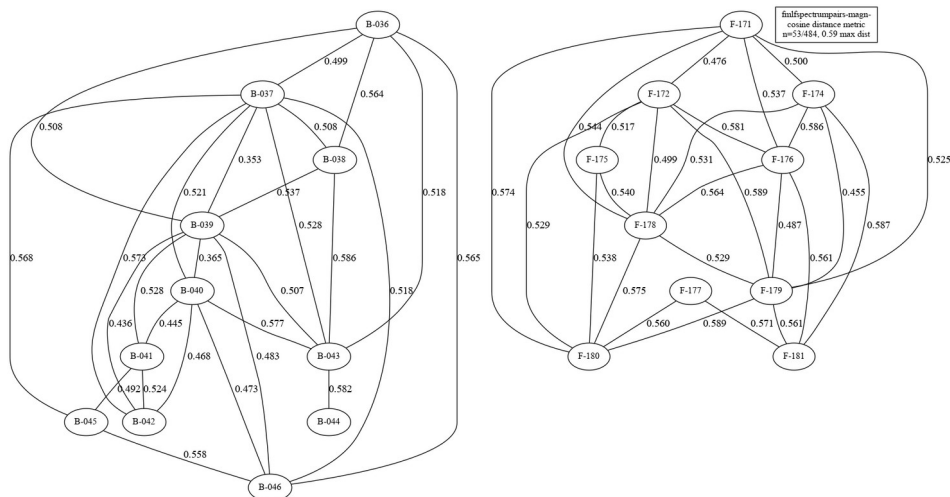 B-036
F-171
fmlfspectrumpairs-magn-
cosine distance metric
n=53/484, 0.59 max dist
0.499
0.476
0.500
0.564
0.537
B-037
F-172
F-174
0.508
0.508
0.544
0.517
0.581
0.586
B-038
F-175
F-176
0.353
0.499
0.531
0.525
0.521
0.537
0.518
0.574
0.540
0.564
0.589
0.455
B-039
F-178
0.528
0.529
0.487
0.587
0.568
0.573
0.365
0.586
0.518
0.565
0.538
0.529
0.561
0.528
0.507
0.575
B-040
F-177
F-179
0.436
0.445
0.577
0.560
0.589
0.571
0.561
B-041
0.468
0.483
B-043
F-180
F-181
0.492
0.524
0.473
0.582
B-045
B-042
B-044
0.558
B-046